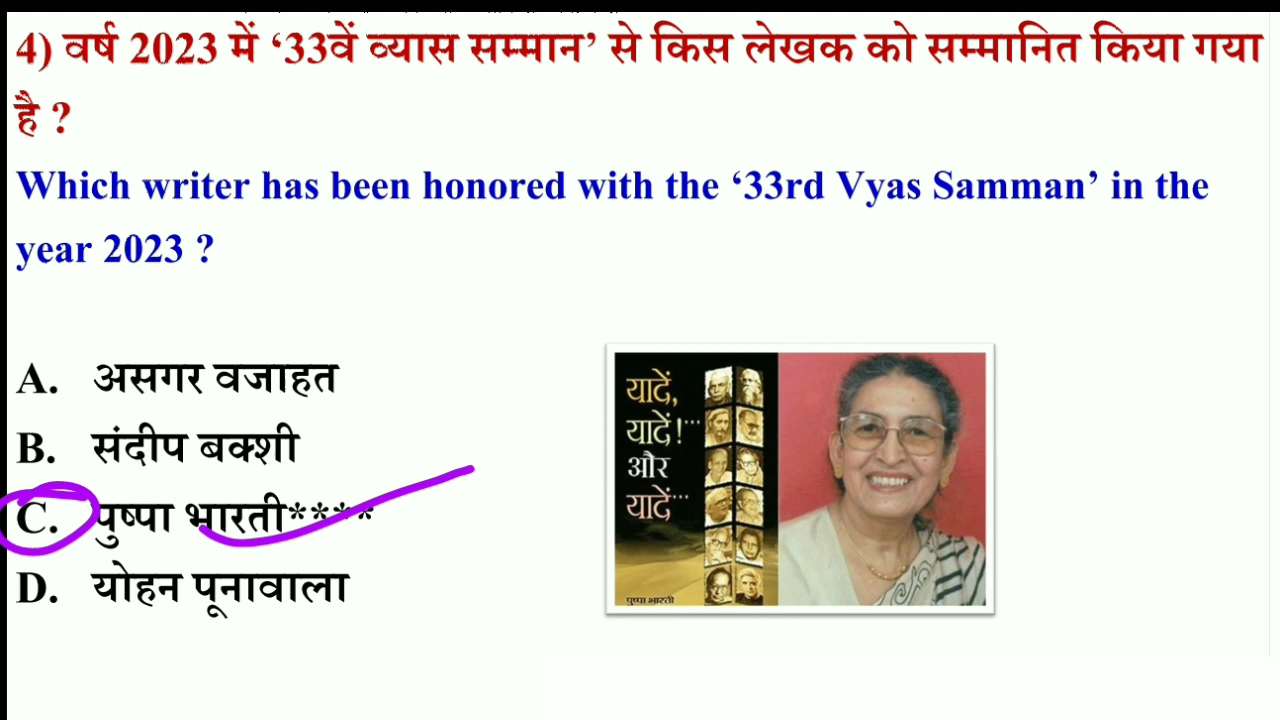 4) वर्ष 2023 में ‘33वें व्यास सम्मान’ से किस लेखक को सम्मानित किया गया
है ?
Which writer has been honored with the ‘33rd Vyas Samman’ in the
year 2023 ?
A. असगर वजाहत
B. संदीप बक्शी
C. पुष्पा भारती****
D. योहन पूनावाला
यादें,
यादें!...
और
यादें...
पुष्पा भारती